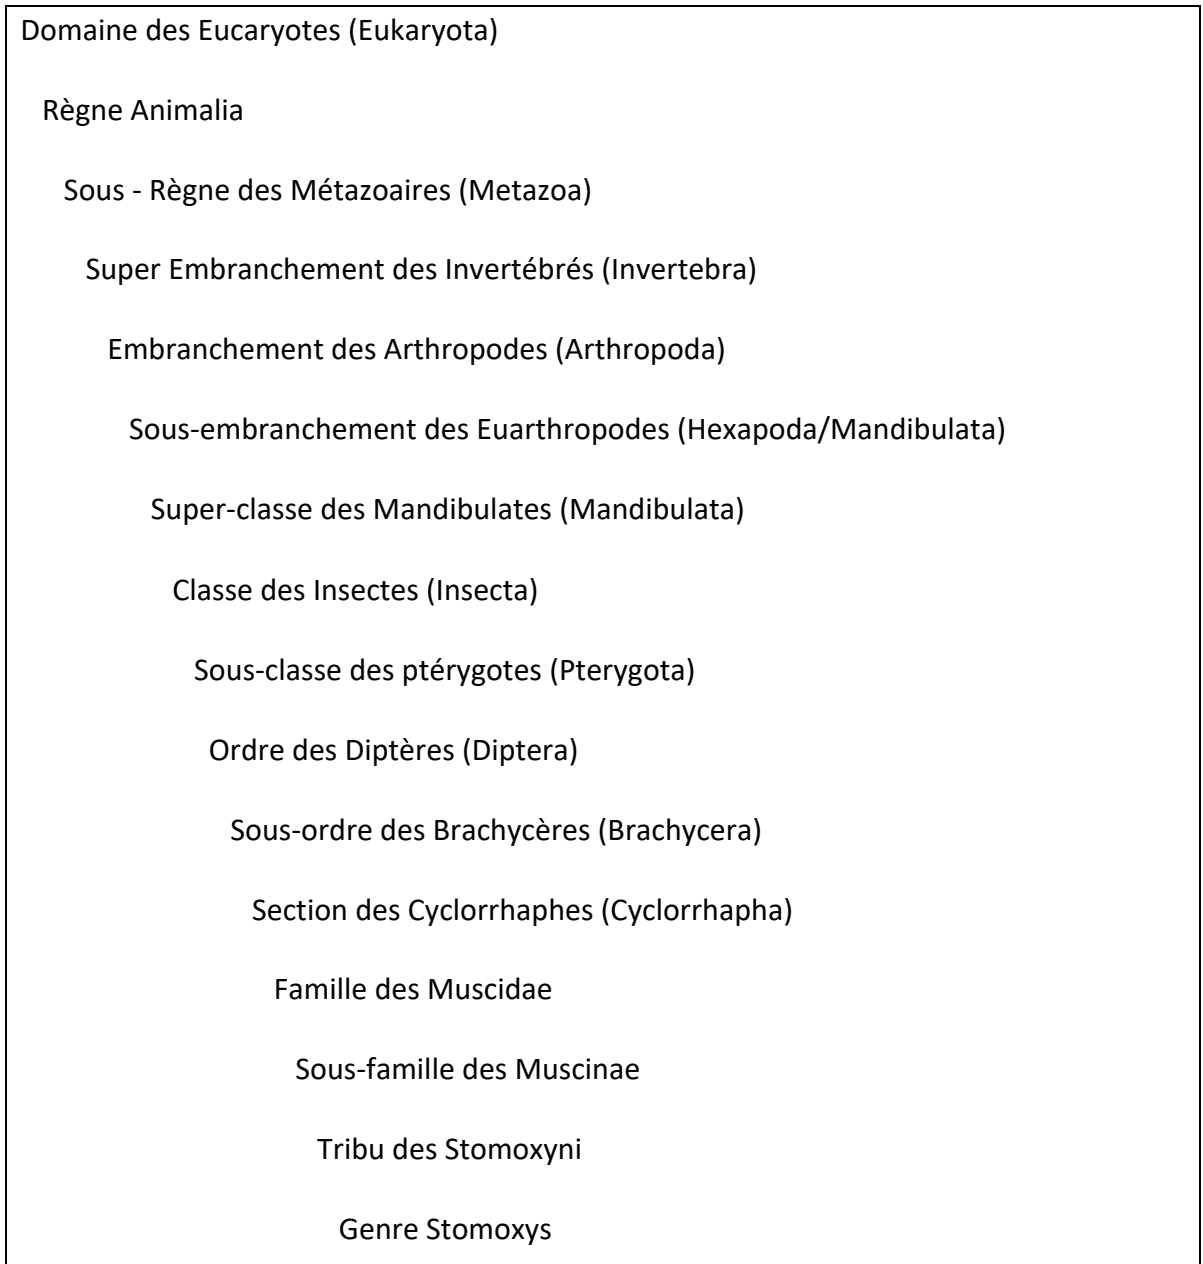 Domaine des Eucaryotes (Eukaryota)
Règne Animalia
Sous - Règne des Métazoaires (Metazoa)
Super Embranchement des Invertébrés (Invertebra)
Embranchement des Arthropodes (Arthropoda)
Sous-embranchement des Euarthropodes (Hexapoda/Mandibulata)
Super-classe des Mandibulates (Mandibulata)
Classe des Insectes (Insecta)
Sous-classe des ptérygotes (Pterygota)
Ordre des Diptères (Diptera)
Sous-ordre des Brachycères (Brachycera)
Section des Cyclorrhaphes (Cyclorrhapha)
Famille des Muscidae
Sous-famille des Muscinae
Tribu des Stomoxyni
Genre Stomoxys